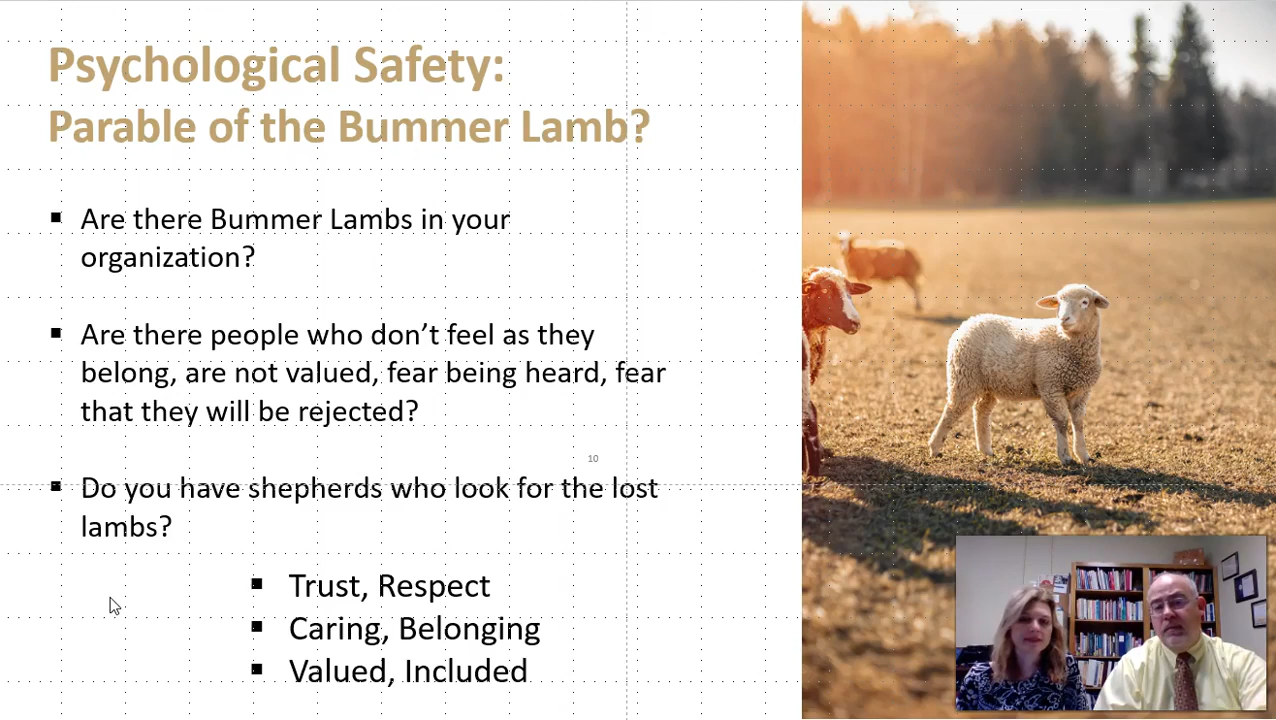 Psychological Safety:
Parable of the Bummer Lamb?
▪ Are there Bummer Lambs in your
organization?
▪ Are there people who don’t feel as they
belong, are not valued, fear being heard, fear
that they will be rejected?
10
▪ Do you have shepherds who look for the lost
lambs?
▪ Trust, Respect
▪ Caring, Belonging
▪ Valued, Included